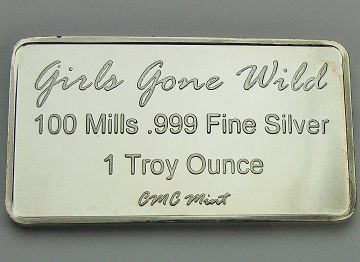 Girls Gone Wild
100 Mills .999 Fine Silver
1 Troy Ounce
CMC Mint